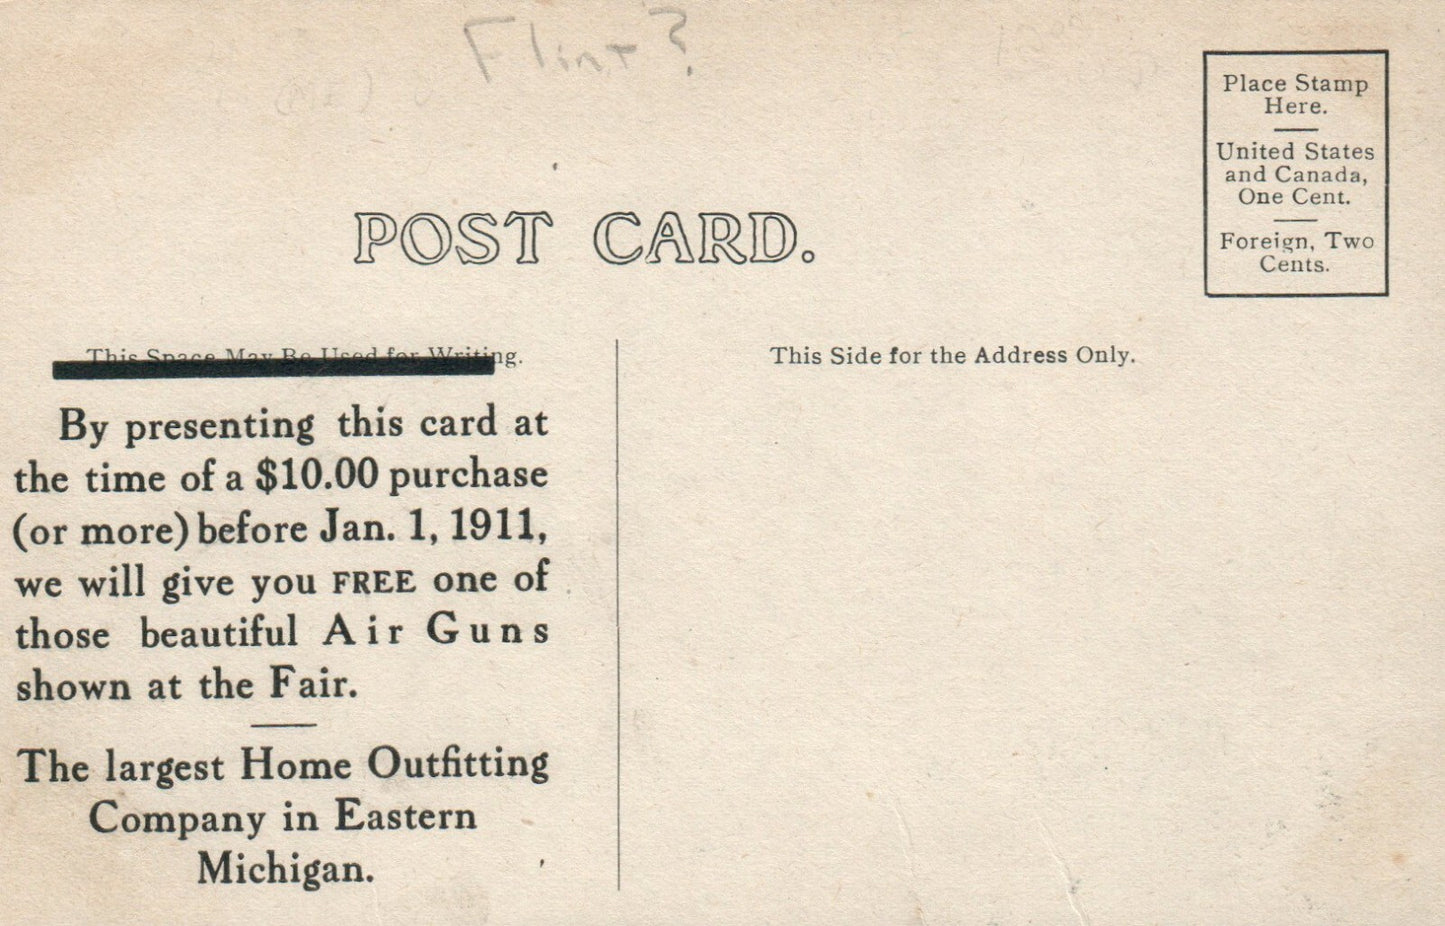 Flint?
Place Stamp
Here.
United States
and Canada,
One Cent.
Foreign, Two
Cents.
POST CARD.
This Space May Be Used for Writing.
This Side for the Address Only.
By presenting this card at
the time of a $10.00 purchase
(or more) before Jan. 1, 1911,
we will give you FREE one of
those beautiful Air Guns
shown at the Fair.
The largest Home Outfitting
Company in Eastern
Michigan.